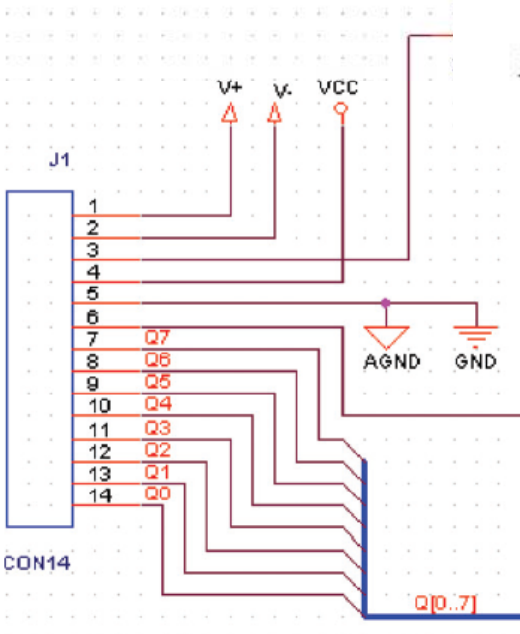 V+ V- VCC
J1
1
2
3
4
5
6
7 Q7
8 Q6
9 Q5
10 Q4
11 Q3
12 Q2
13 Q1
14 Q0
AGND GND
CON14
Q[0..7]